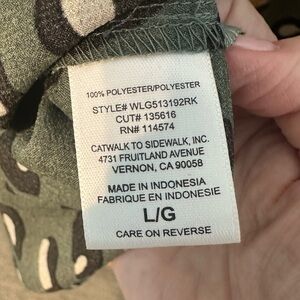 100% POLYESTER/POLYESTER
STYLE# WLG513192RK
CUT# 135616
RN# 114574
CATWALK TO SIDEWALK, INC.
4731 FRUITLAND AVENUE
VERNON, CA 90058
MADE IN INDONESIA
FABRIQUE EN INDONESIE
L/G
CARE ON REVERSE